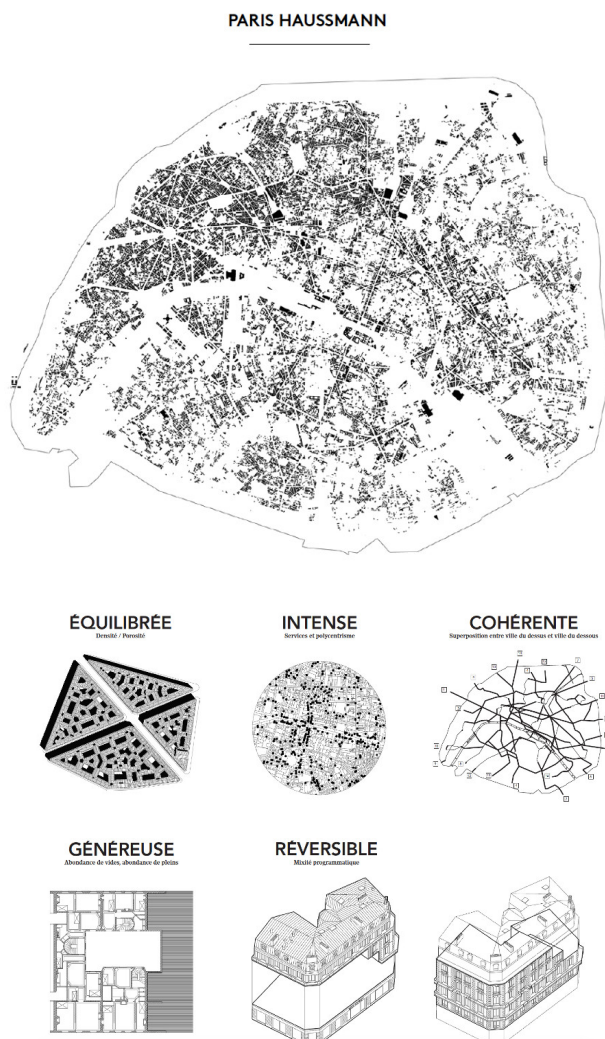 PARIS HAUSSMANN
ÉQUILIBRÉE
Densité / Porosité
INTENSE
Services et polycentrisme
COHÉRENTE
Superposition entre ville du dessus et ville du dessous
GÉNÉREUSE
Abondance de vides, abondance de pleins
RÉVERSIBLE
Mixité programmatique